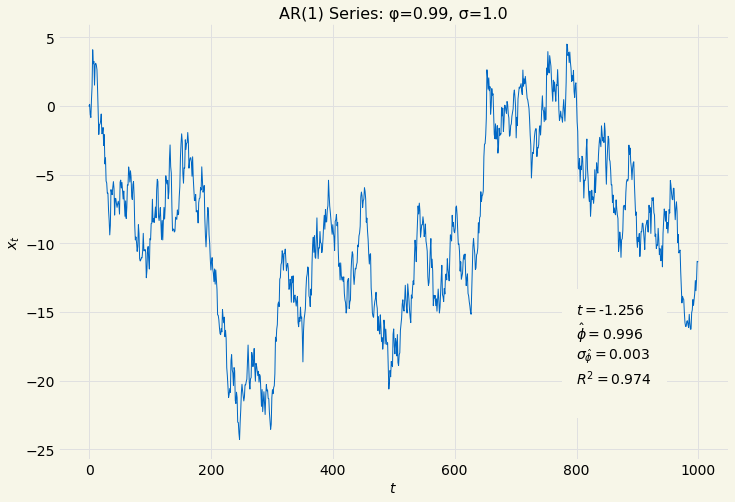 AR(1) Series: φ=0.99, σ=1.0
5
0
−5
−10
−15
−20
−25
x_t
t = -1.256
ϕ̂ = 0.996
σ_ϕ̂ = 0.003
R² = 0.974
0 200 400 600 800 1000
t